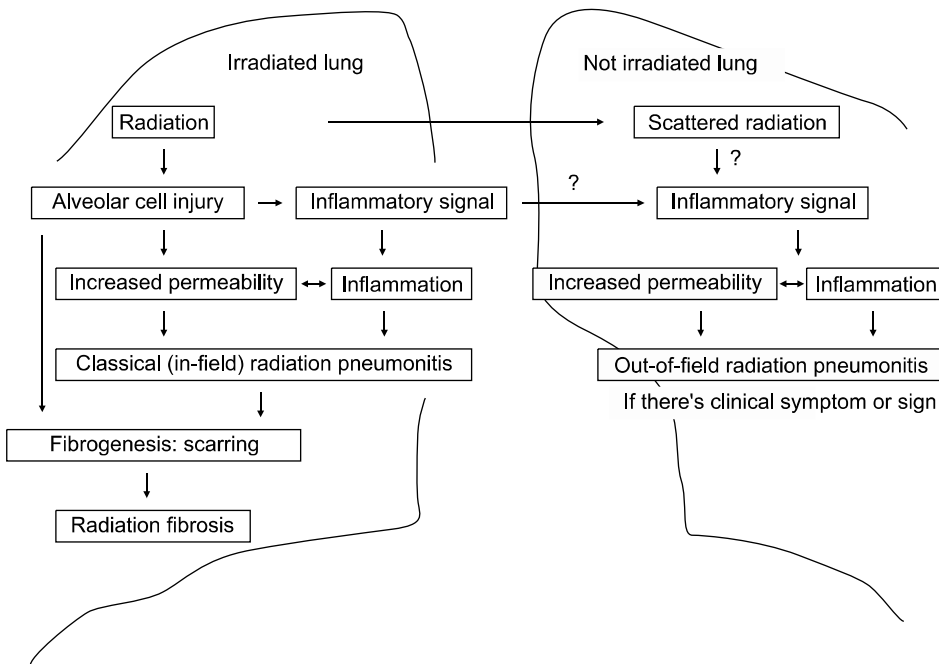 Irradiated lung
Not irradiated lung
Radiation
Scattered radiation
?
?
Alveolar cell injury
Inflammatory signal
Inflammatory signal
Increased permeability
Inflammation
Increased permeability
Inflammation
Classical (in-field) radiation pneumonitis
Out-of-field radiation pneumonitis
If there's clinical symptom or sign
Fibrogenesis: scarring
Radiation fibrosis